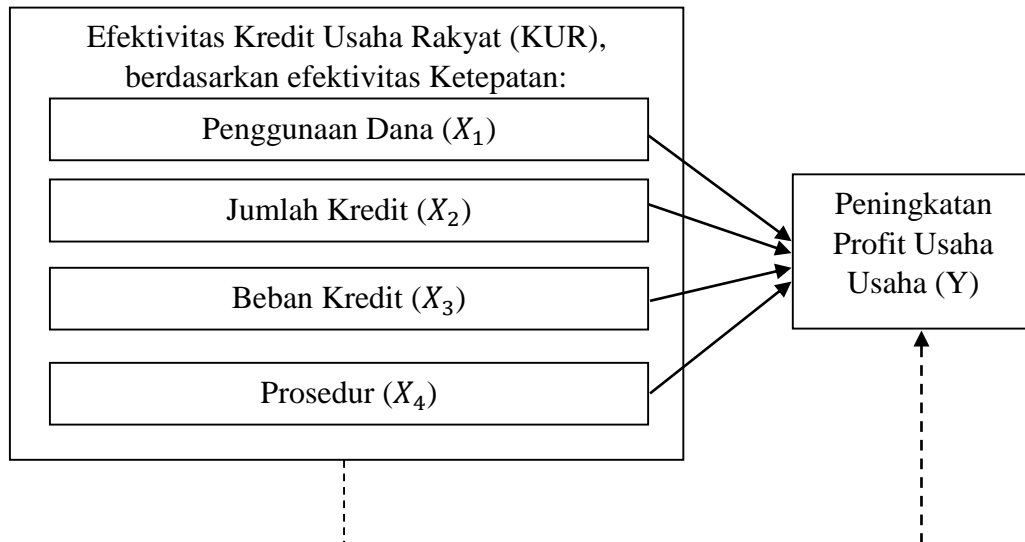 Efektivitas Kredit Usaha Rakyat (KUR),
berdasarkan efektivitas Ketepatan:
Penggunaan Dana (𝑋₁)
Jumlah Kredit (𝑋₂)
Beban Kredit (𝑋₃)
Prosedur (𝑋₄)
Peningkatan
Profit Usaha
Usaha (Y)